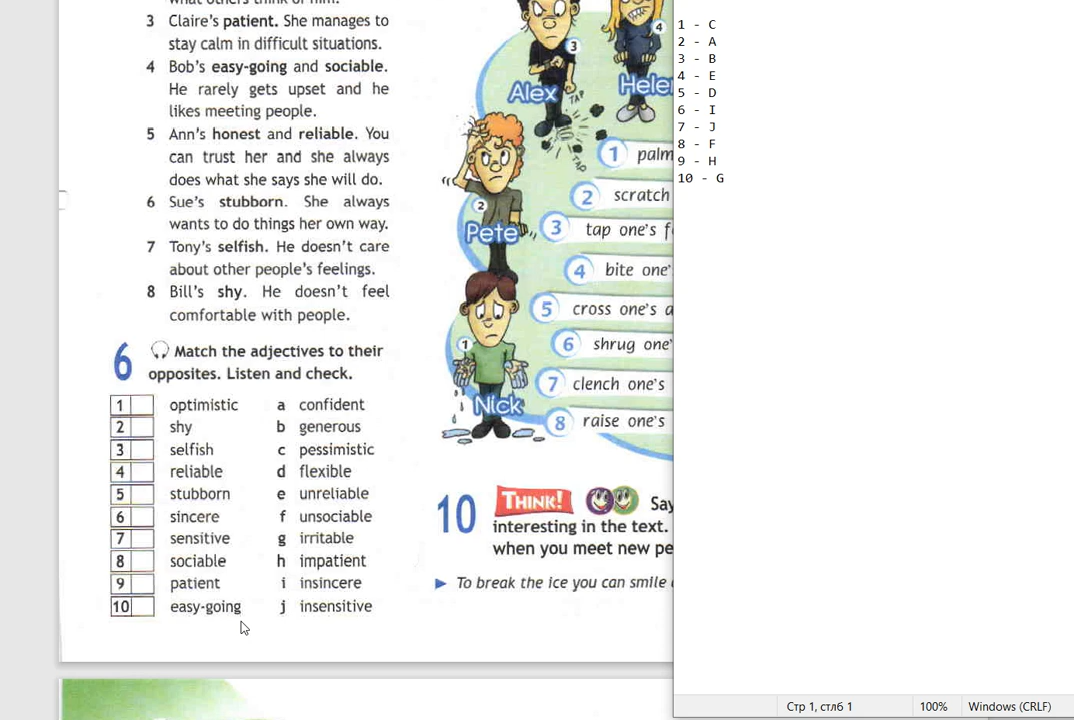 3 Claire's patient. She manages to
stay calm in difficult situations.
4 Bob's easy-going and sociable.
He rarely gets upset and he
likes meeting people.
5 Ann's honest and reliable. You
can trust her and she always
does what she says she will do.
6 Sue's stubborn. She always
wants to do things her own way.
7 Tony's selfish. He doesn't care
about other people's feelings.
8 Bill's shy. He doesn't feel
comfortable with people.
6 Match the adjectives to their
opposites. Listen and check.
1 optimistic a confident
2 shy b generous
3 selfish c pessimistic
4 reliable d flexible
5 stubborn e unreliable
6 sincere f unsociable
7 sensitive g irritable
8 sociable h impatient
9 patient i insincere
10 easy-going j insensitive
3
4
Alex
Helen
TAP
TAP
2
Pete
1
Nick
1 palm
2 scratch
3 tap one's f
4 bite one'
5 cross one's a
6 shrug one'
7 clench one's
8 raise one's
10 THINK! Say
interesting in the text.
when you meet new pe
To break the ice you can smile
1 - C
2 - A
3 - B
4 - E
5 - D
6 - I
7 - J
8 - F
9 - H
10 - G
Стр 1, стлб 1 100% Windows (CRLF)